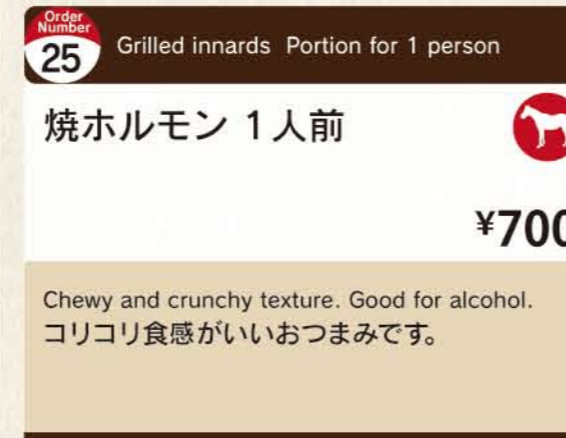 Order
Number
25
Grilled innards Portion for 1 person
焼ホルモン 1人前
¥700
Chewy and crunchy texture. Good for alcohol.
コリコリ食感がいいおつまみです。